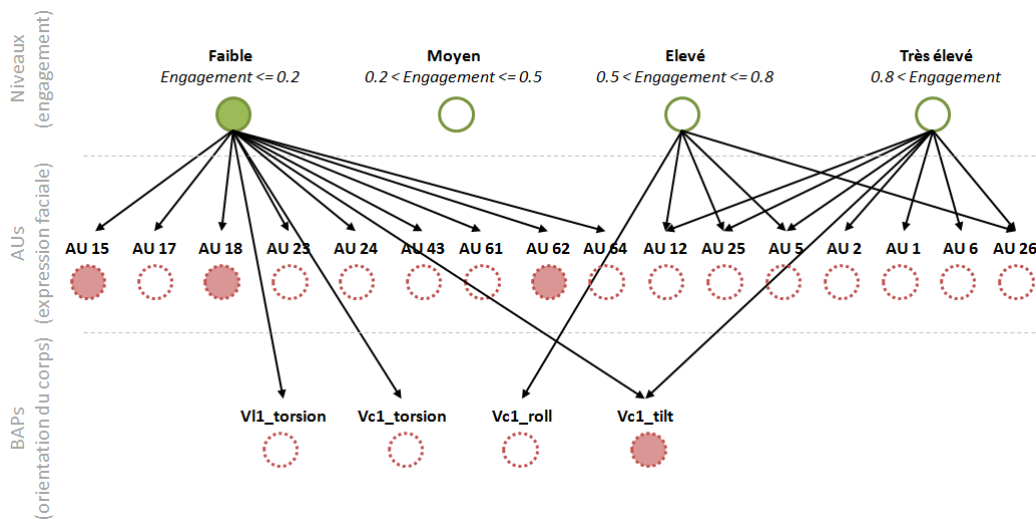 Niveaux
(engagement)
Faible
Engagement <= 0.2
Moyen
0.2 < Engagement <= 0.5
Elevé
0.5 < Engagement <= 0.8
Très élevé
0.8 < Engagement
AUs
(expression faciale)
AU 15
AU 17
AU 18
AU 23
AU 24
AU 43
AU 61
AU 62
AU 64
AU 12
AU 25
AU 5
AU 2
AU 1
AU 6
AU 26
BAPs
(orientation du corps)
Vl1_torsion
Vc1_torsion
Vc1_roll
Vc1_tilt